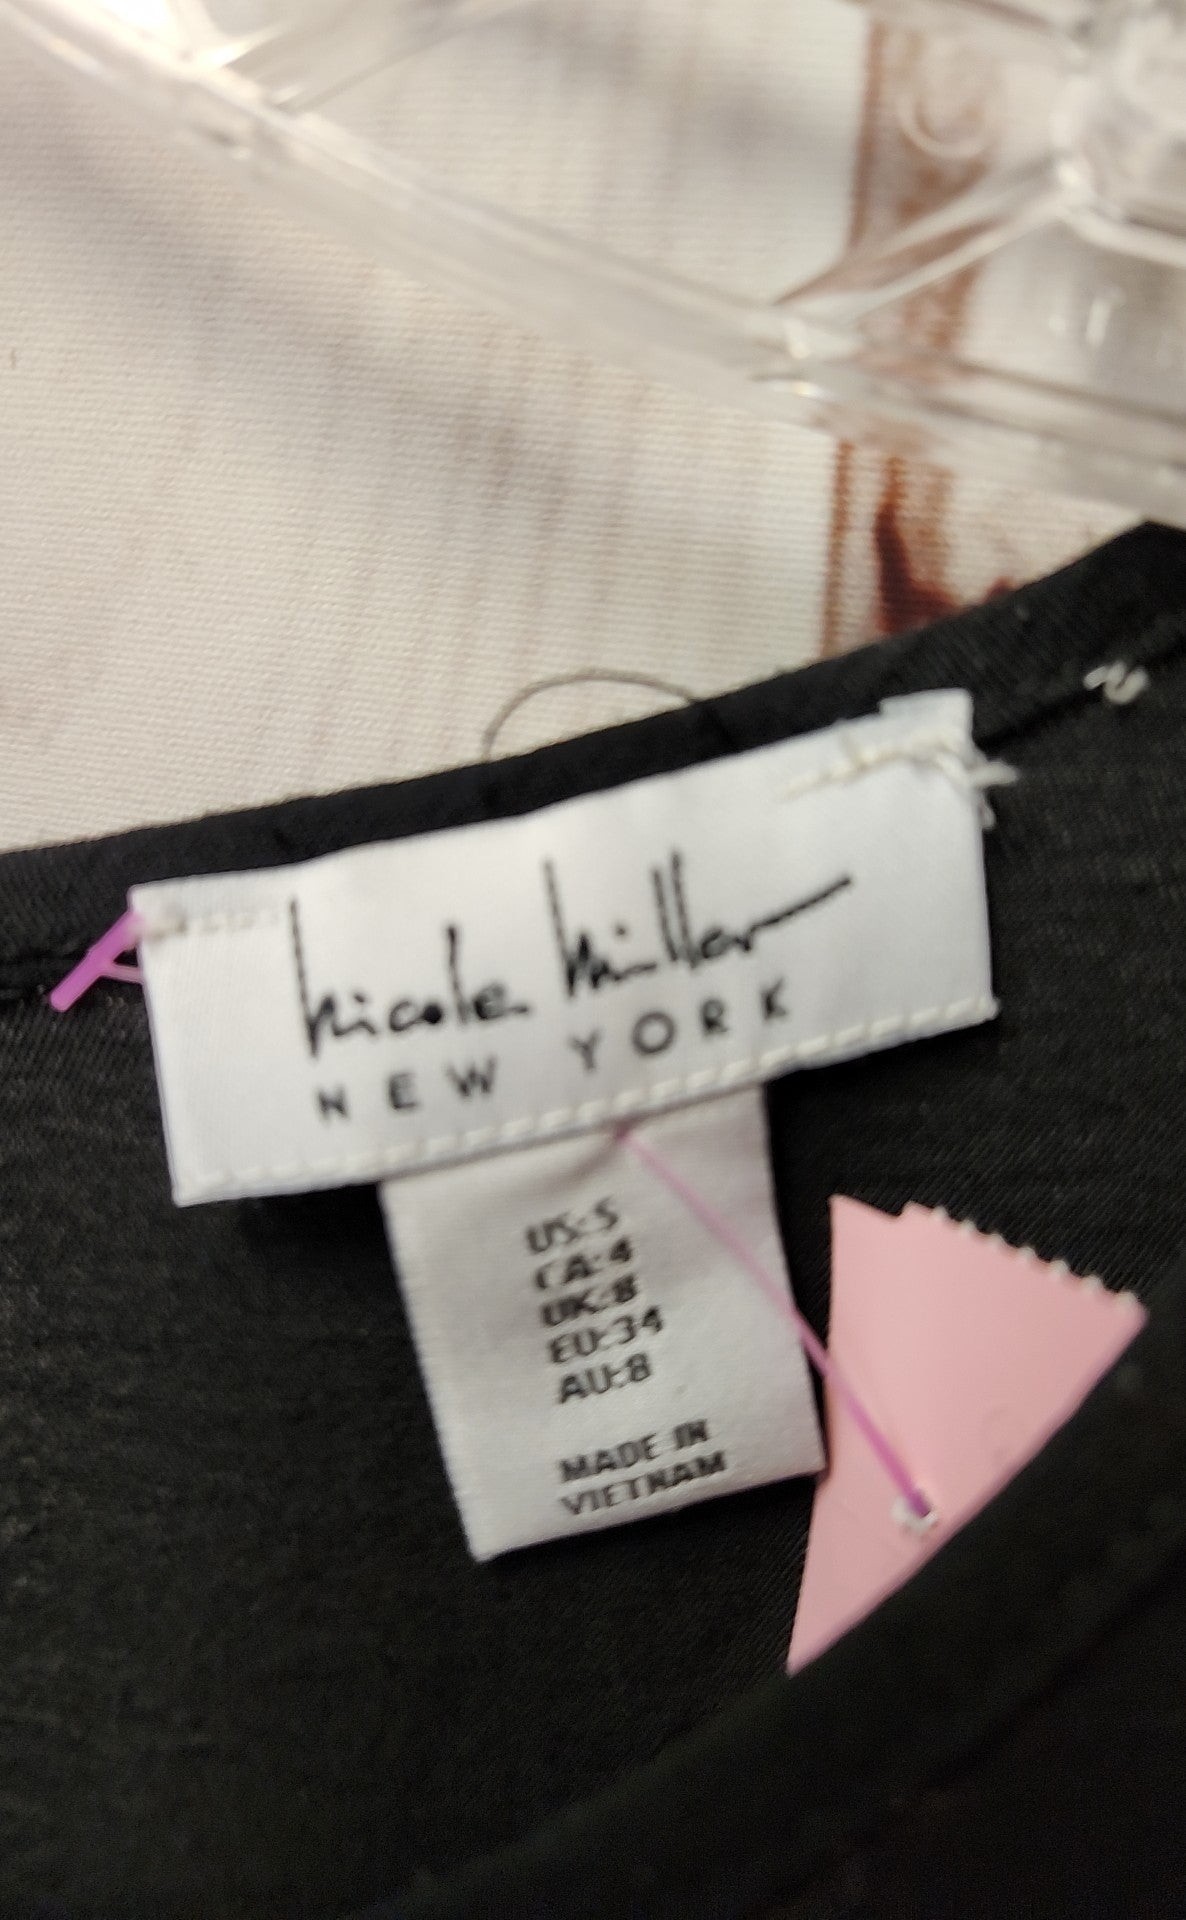 nicole miller
NEW YORK
US:S
CA:4
UK:8
EU:34
AU:8
MADE IN
VIETNAM